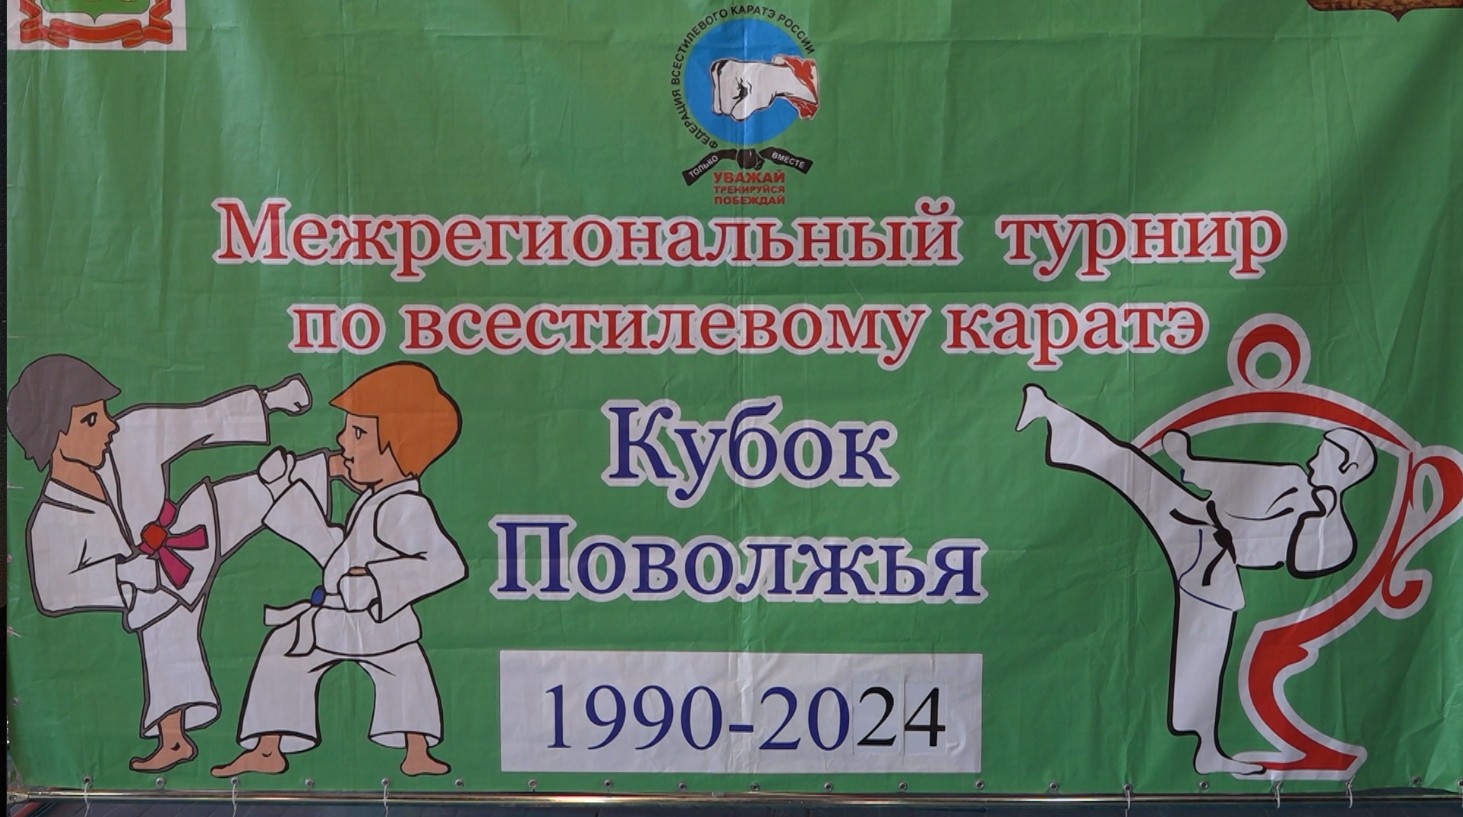 ФЕДЕРАЦИЯ ВСЕСТИЛЕВОГО КАРАТЭ РОССИИ
ТОЛЬКО ВМЕСТЕ
УВАЖАЙ
ТРЕНИРУЙСЯ
ПОБЕЖДАЙ
Межрегиональный турнир
по всестилевому каратэ
Кубок
Поволжья
1990-2024